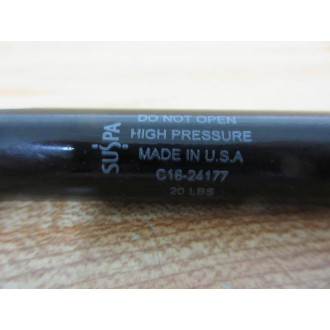 SUSPA
DO NOT OPEN
HIGH PRESSURE
MADE IN U.S.A
C16-24177
20 LBS